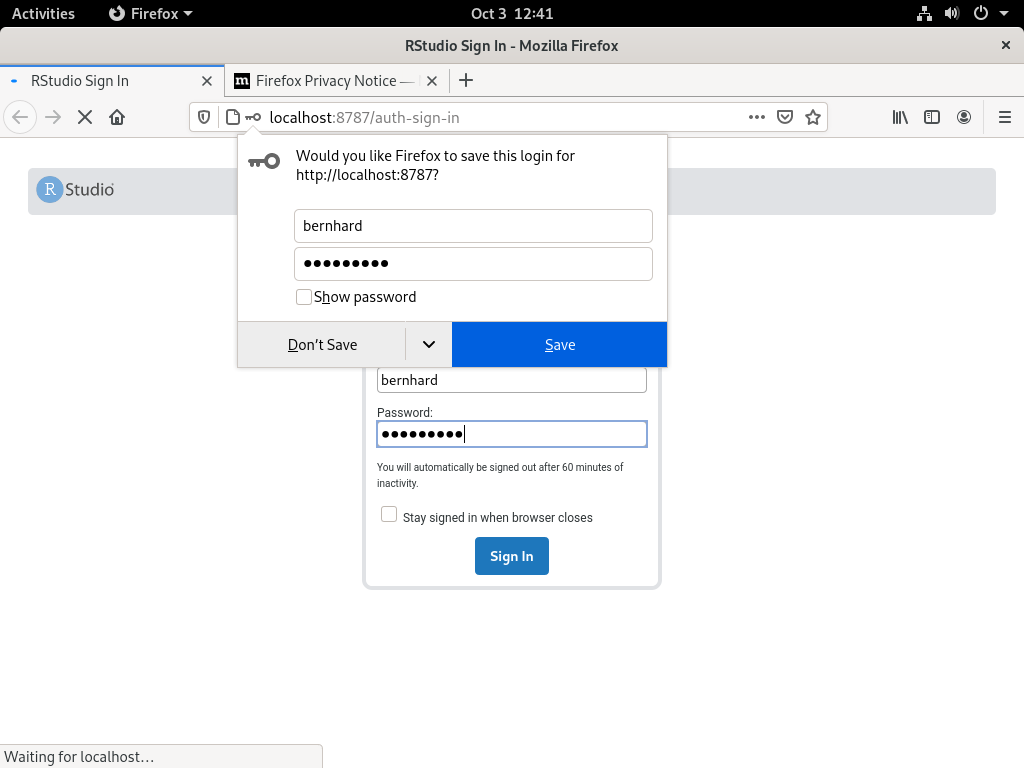 Activities
Firefox
Oct 3 12:41
RStudio Sign In - Mozilla Firefox
RStudio Sign In
m
Firefox Privacy Notice —
localhost:8787/auth-sign-in
R Studio
Would you like Firefox to save this login for
http://localhost:8787?
bernhard
●●●●●●●●●
Show password
Don’t Save
Save
bernhard
Password:
●●●●●●●●●
You will automatically be signed out after 60 minutes of
inactivity.
Stay signed in when browser closes
Sign In
Waiting for localhost…